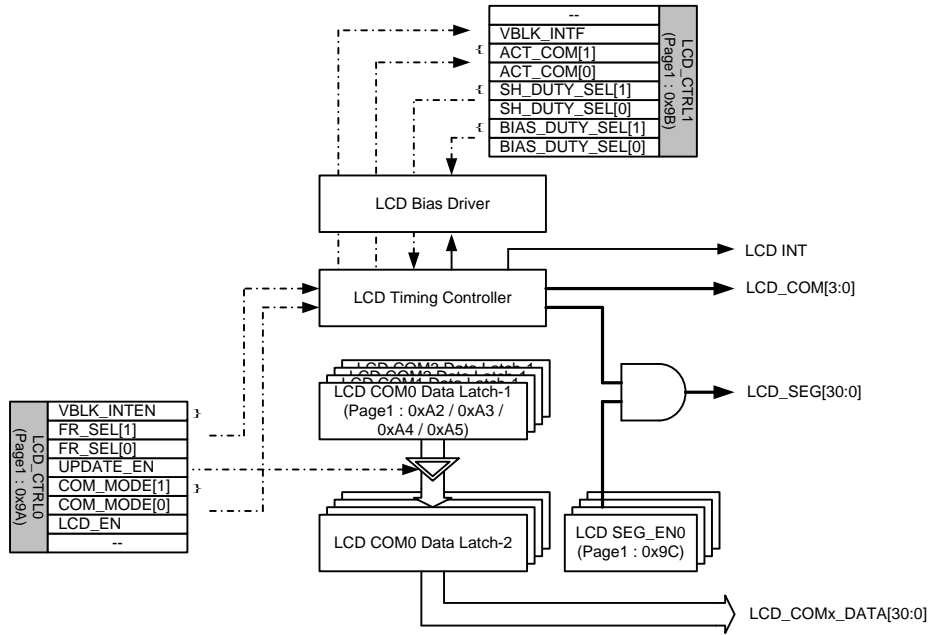 --
VBLK_INTF
ACT_COM[1]
ACT_COM[0]
SH_DUTY_SEL[1]
SH_DUTY_SEL[0]
BIAS_DUTY_SEL[1]
BIAS_DUTY_SEL[0]
LCD_CTRL1
(Page1 : 0x9B)
LCD Bias Driver
LCD INT
LCD Timing Controller
LCD_COM[3:0]
LCD COM0 Data Latch-1
(Page1 : 0xA2 / 0xA3 /
0xA4 / 0xA5)
LCD_SEG[30:0]
LCD_CTRL0
(Page1 : 0x9A)
VBLK_INTEN
FR_SEL[1]
FR_SEL[0]
UPDATE_EN
COM_MODE[1]
COM_MODE[0]
LCD_EN
--
LCD COM0 Data Latch-2
LCD SEG_EN0
(Page1 : 0x9C)
LCD_COMx_DATA[30:0]